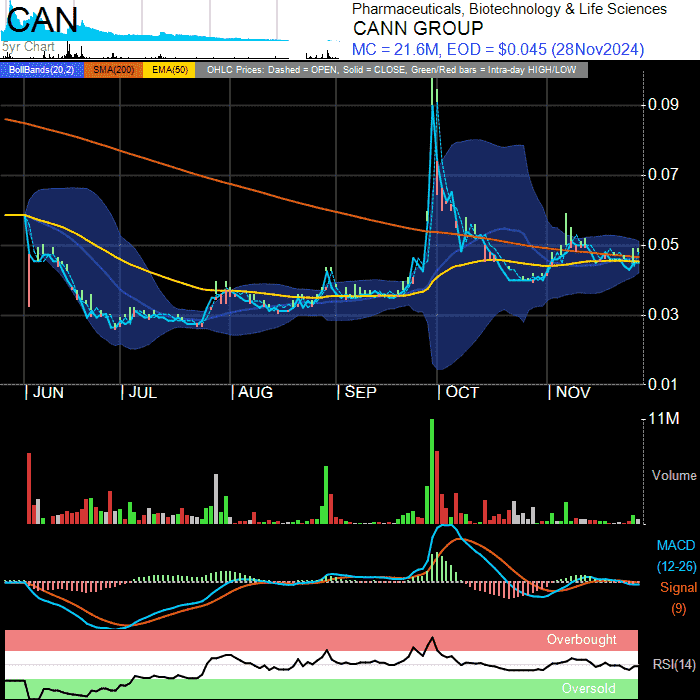 CAN
5yr Chart
Pharmaceuticals, Biotechnology & Life Sciences
CANN GROUP
MC = 21.6M, EOD = $0.045 (28Nov2024)
BollBands(20,2) SMA(200) EMA(50) OHLC Prices: Dashed = OPEN, Solid = CLOSE, Green/Red bars = Intra-day HIGH/LOW
0.09
0.07
0.05
0.03
0.01
JUN JUL AUG SEP OCT NOV
11M
Volume
MACD
(12-26)
Signal
(9)
Overbought
RSI(14)
Oversold